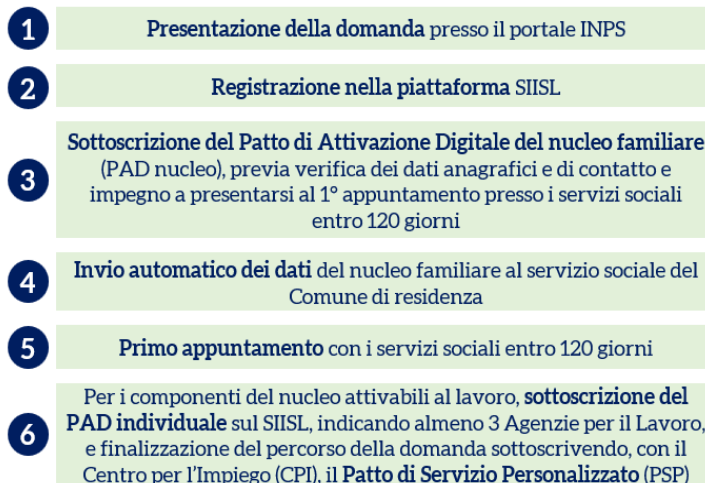 1
Presentazione della domanda presso il portale INPS
2
Registrazione nella piattaforma SIISL
3
Sottoscrizione del Patto di Attivazione Digitale del nucleo familiare
(PAD nucleo), previa verifica dei dati anagrafici e di contatto e
impegno a presentarsi al 1° appuntamento presso i servizi sociali
entro 120 giorni
4
Invio automatico dei dati del nucleo familiare al servizio sociale del
Comune di residenza
5
Primo appuntamento con i servizi sociali entro 120 giorni
6
Per i componenti del nucleo attivabili al lavoro, sottoscrizione del
PAD individuale sul SIISL, indicando almeno 3 Agenzie per il Lavoro,
e finalizzazione del percorso della domanda sottoscrivendo, con il
Centro per l'Impiego (CPI), il Patto di Servizio Personalizzato (PSP)